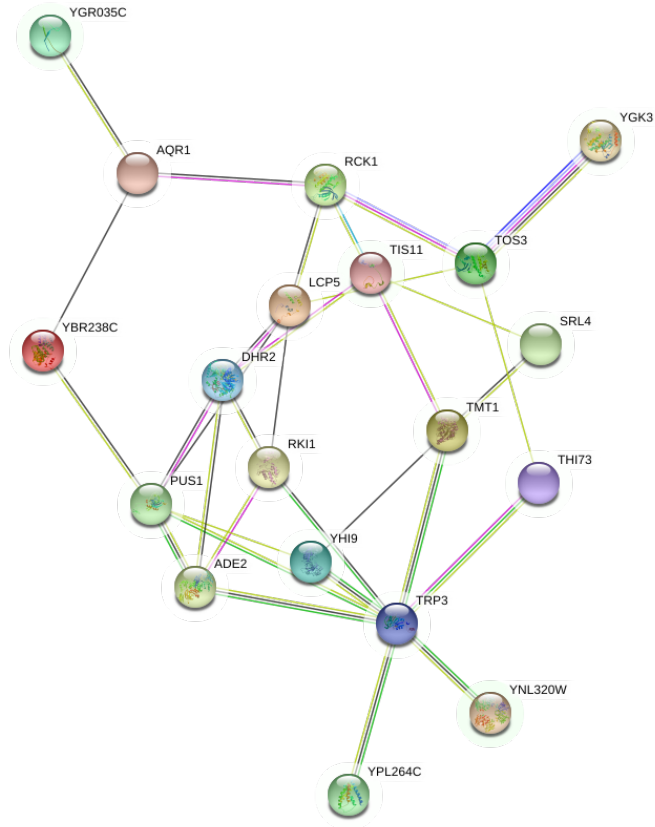 YGR035C
YGK3
AQR1
RCK1
TOS3
TIS11
LCP5
SRL4
YBR238C
DHR2
TMT1
RKI1
THI73
PUS1
YHI9
ADE2
TRP3
YNL320W
YPL264C